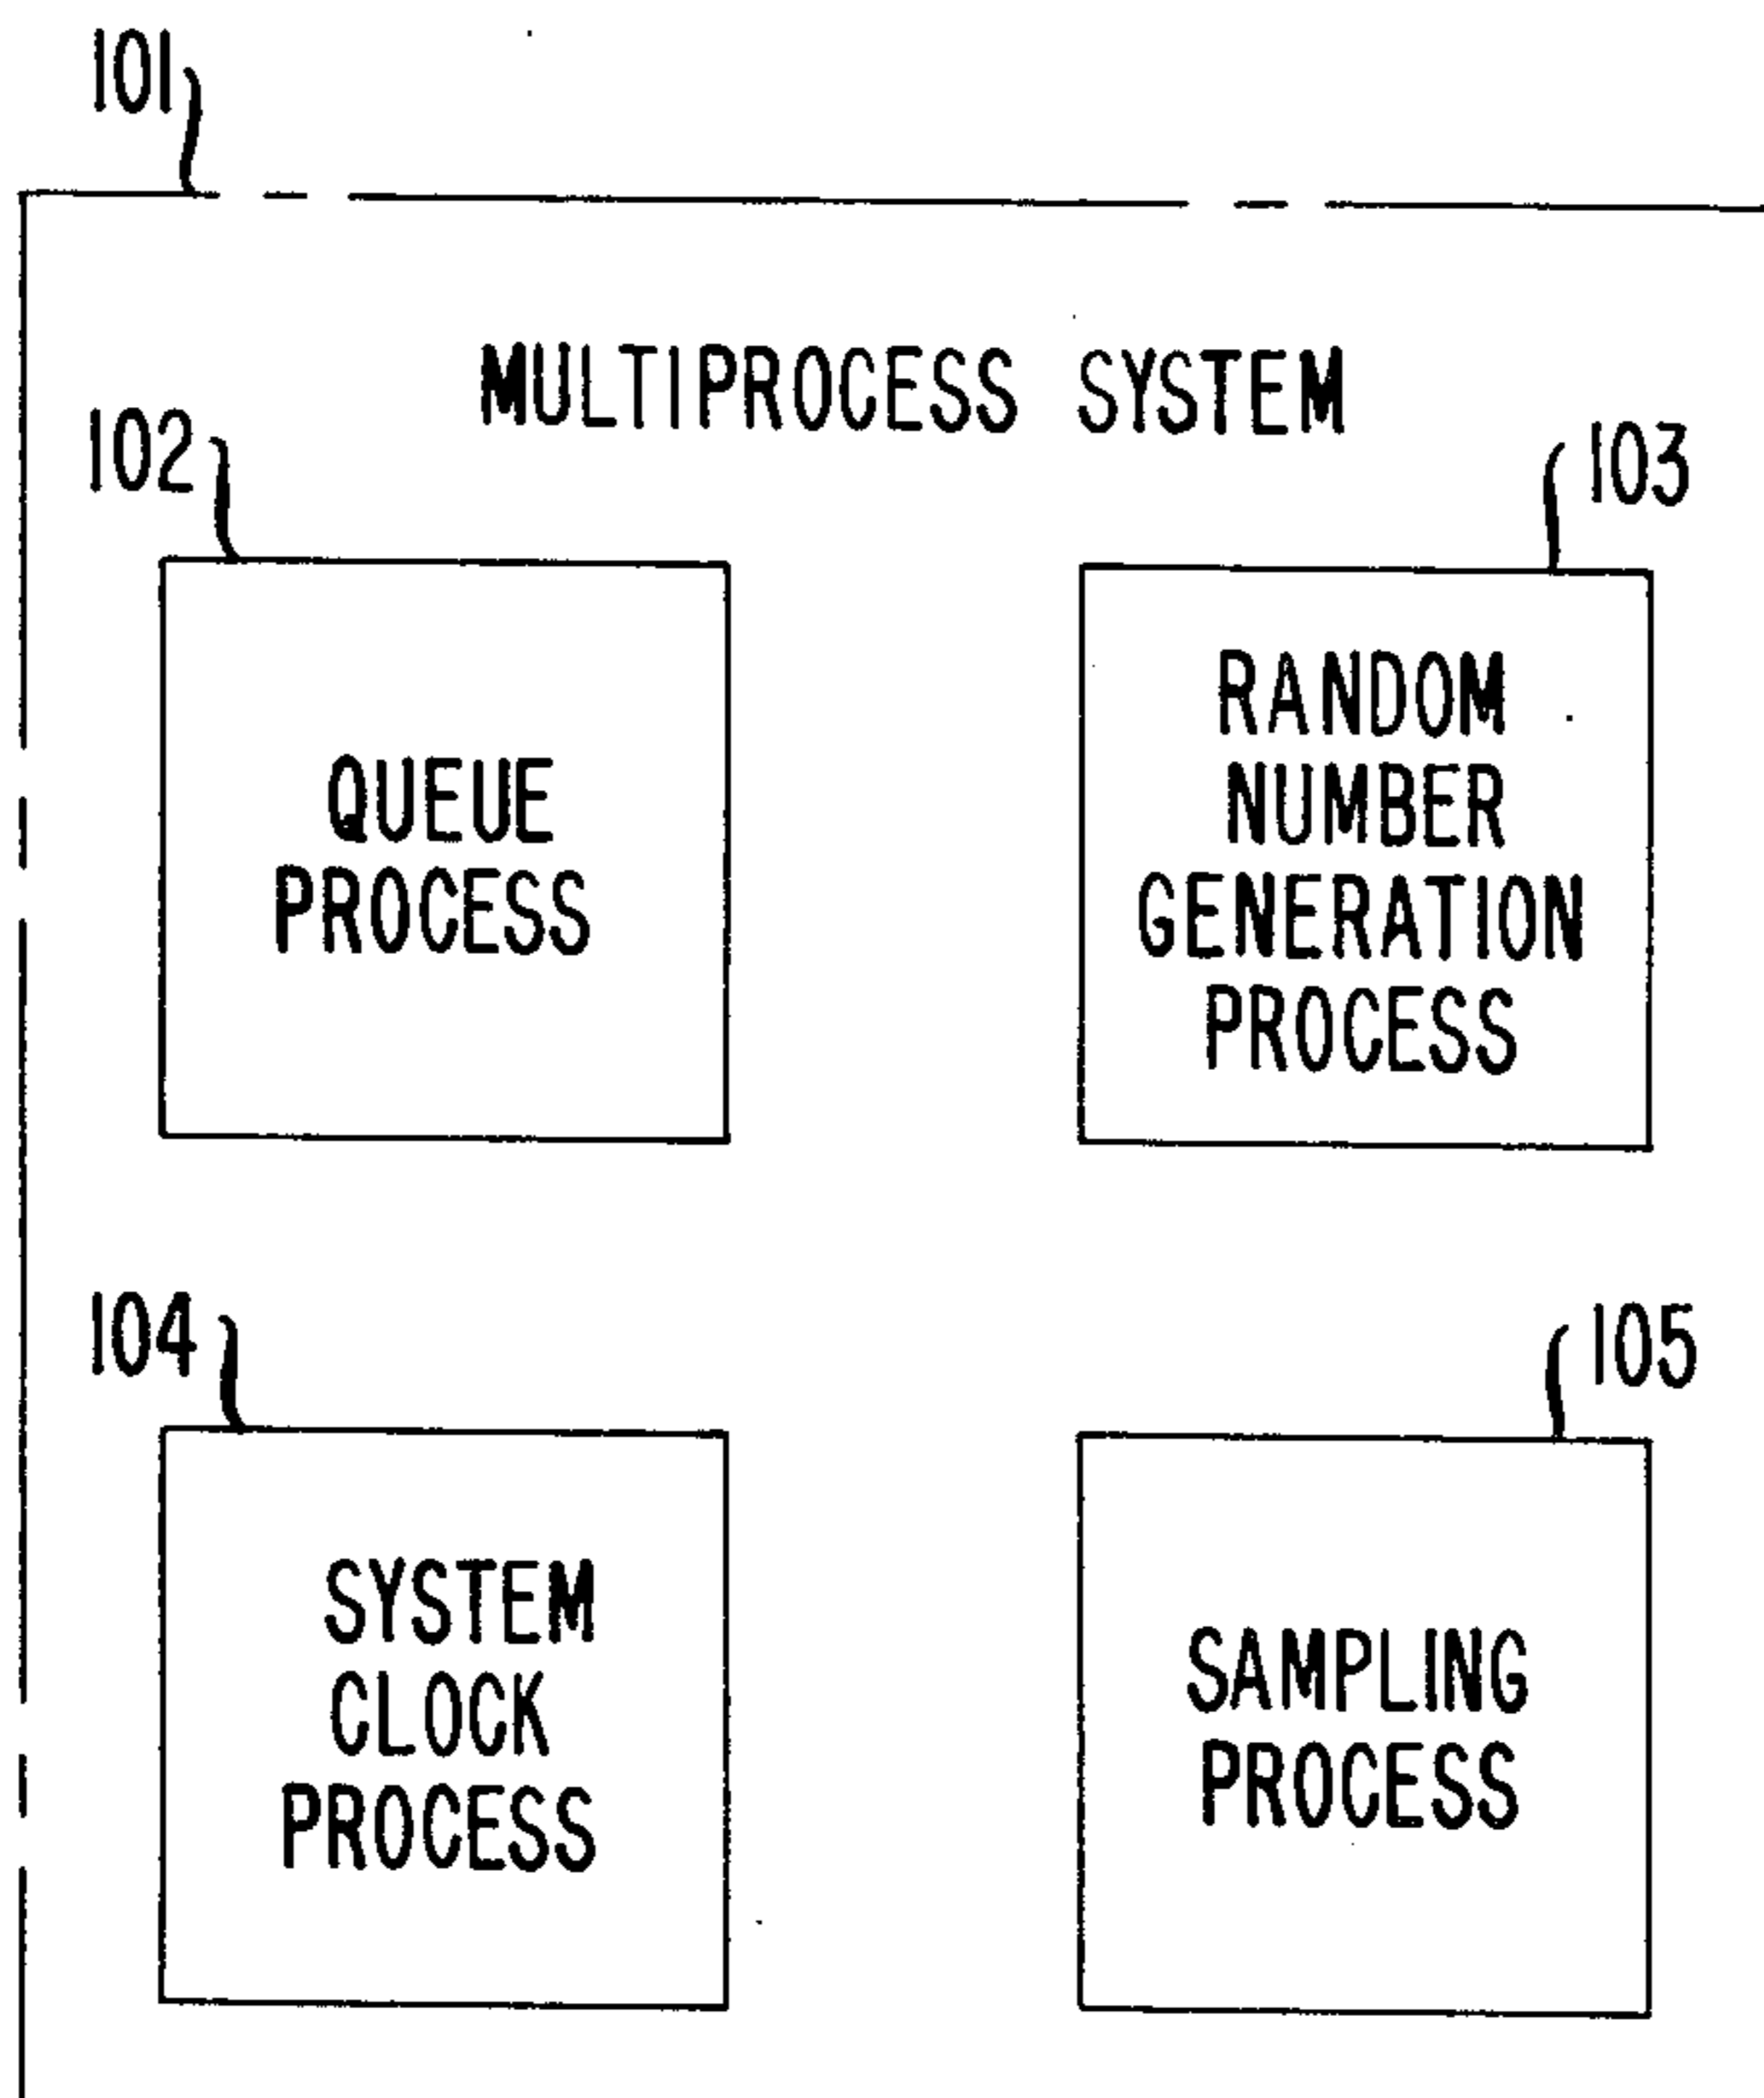 101
MULTIPROCESS SYSTEM
102
103
QUEUE
PROCESS
RANDOM
NUMBER
GENERATION
PROCESS
104
105
SYSTEM
CLOCK
PROCESS
SAMPLING
PROCESS